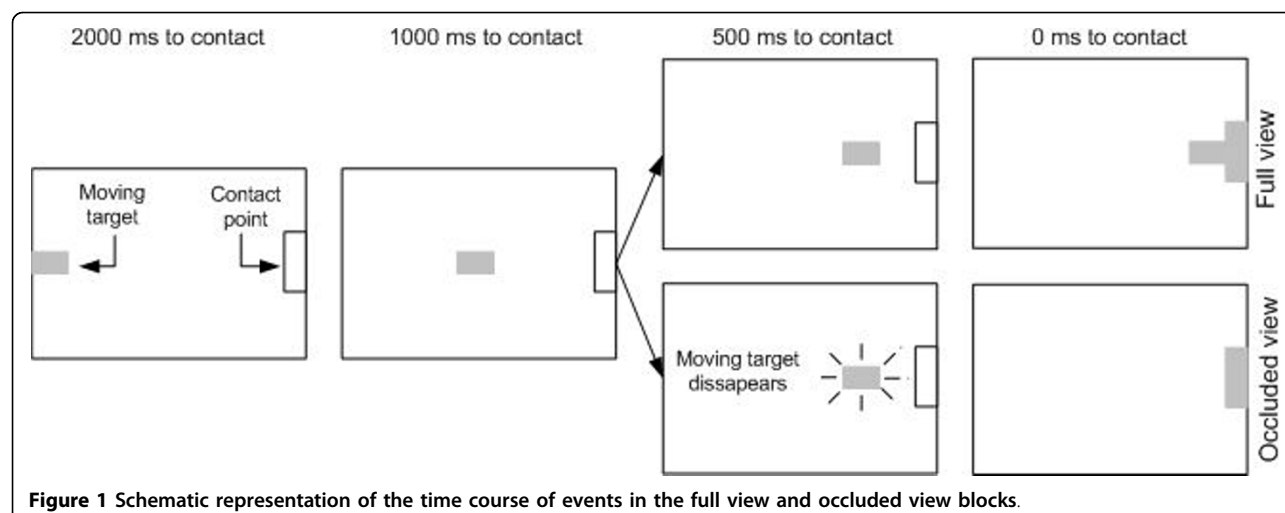 2000 ms to contact
1000 ms to contact
500 ms to contact
0 ms to contact
Moving
target
Contact
point
Full view
Moving target
dissapears
Occluded view
Figure 1 Schematic representation of the time course of events in the full view and occluded view blocks.